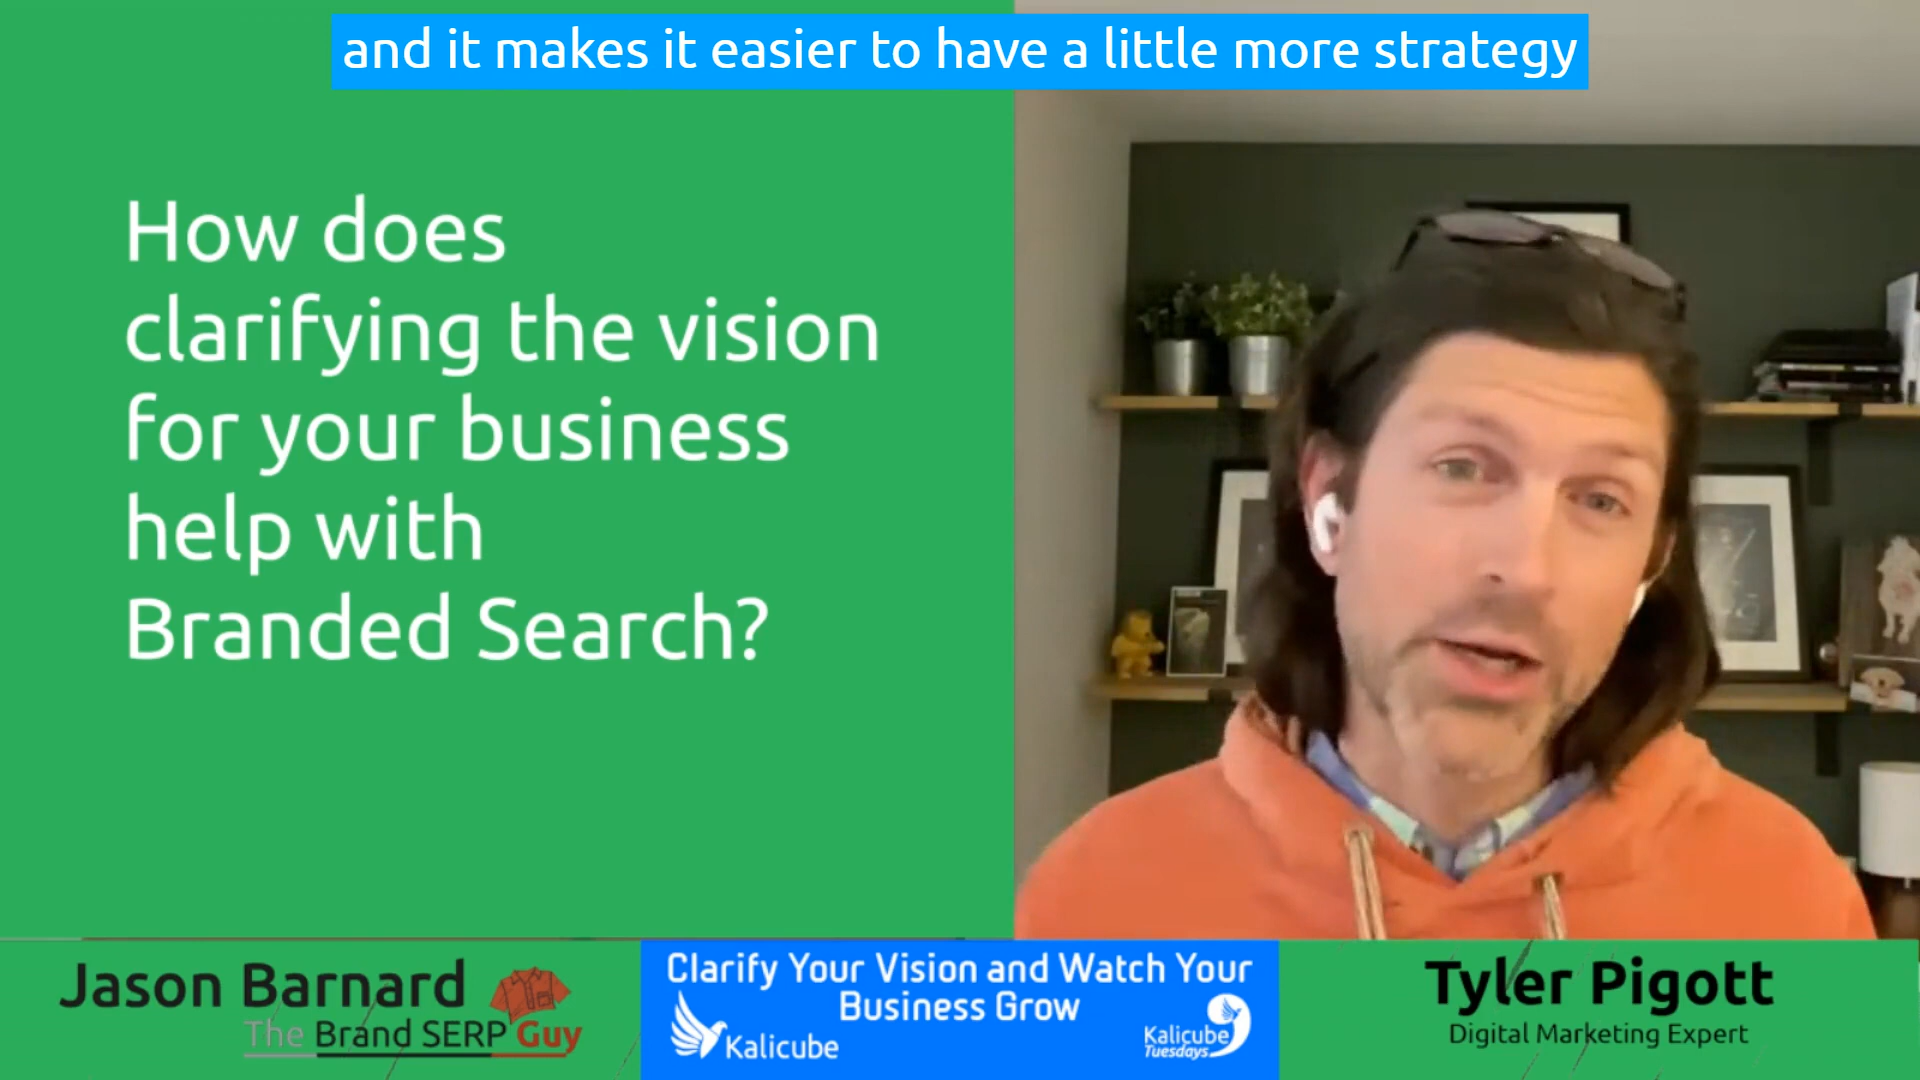 and it makes it easier to have a little more strategy
How does
clarifying the vision
for your business
help with
Branded Search?
Jason Barnard
The Brand SERP Guy
Clarify Your Vision and Watch Your
Business Grow
Kalicube
Kalicube
Tuesdays
Tyler Pigott
Digital Marketing Expert